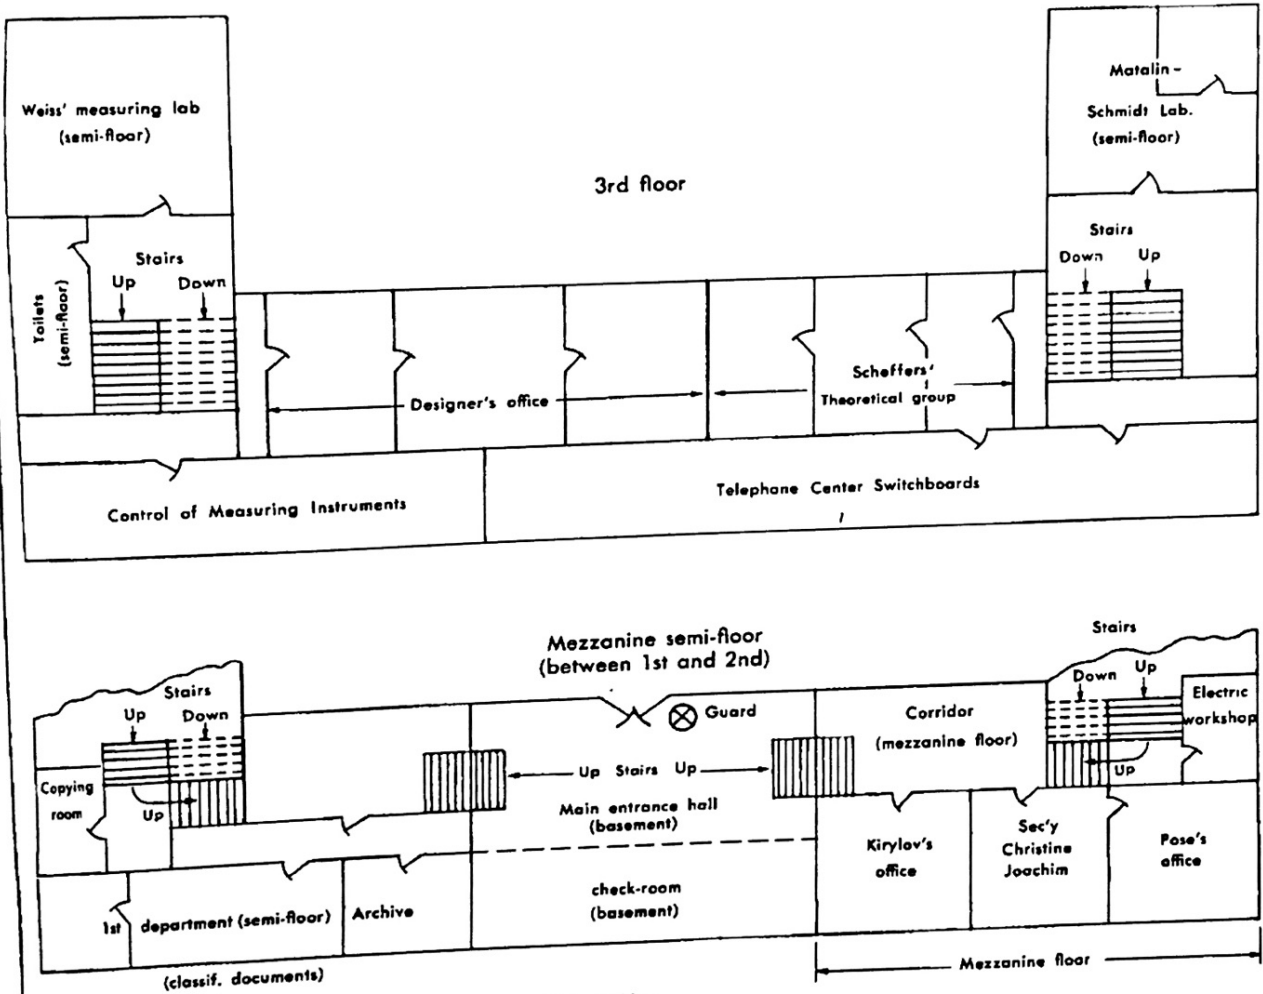 Weiss' measuring lab
(semi-floor)
Matalin -
Schmidt Lab.
(semi-floor)
3rd floor
Stairs
Up
Down
Toilets
(semi-floor)
Stairs
Down
Up
Designer's office
Scheffers'
Theoretical group
Control of Measuring Instruments
Telephone Center Switchboards
Mezzanine semi-floor
(between 1st and 2nd)
Stairs
Up
Down
Up
Copying
room
Guard
Up Stairs Up
Main entrance hall
(basement)
Corridor
(mezzanine floor)
Stairs
Down
Up
Up
Electric
workshop
Kirylov's
office
Sec'y
Christine
Joachim
Pose's
office
1st department (semi-floor)
Archive
check-room
(basement)
(classif. documents)
Mezzanine floor